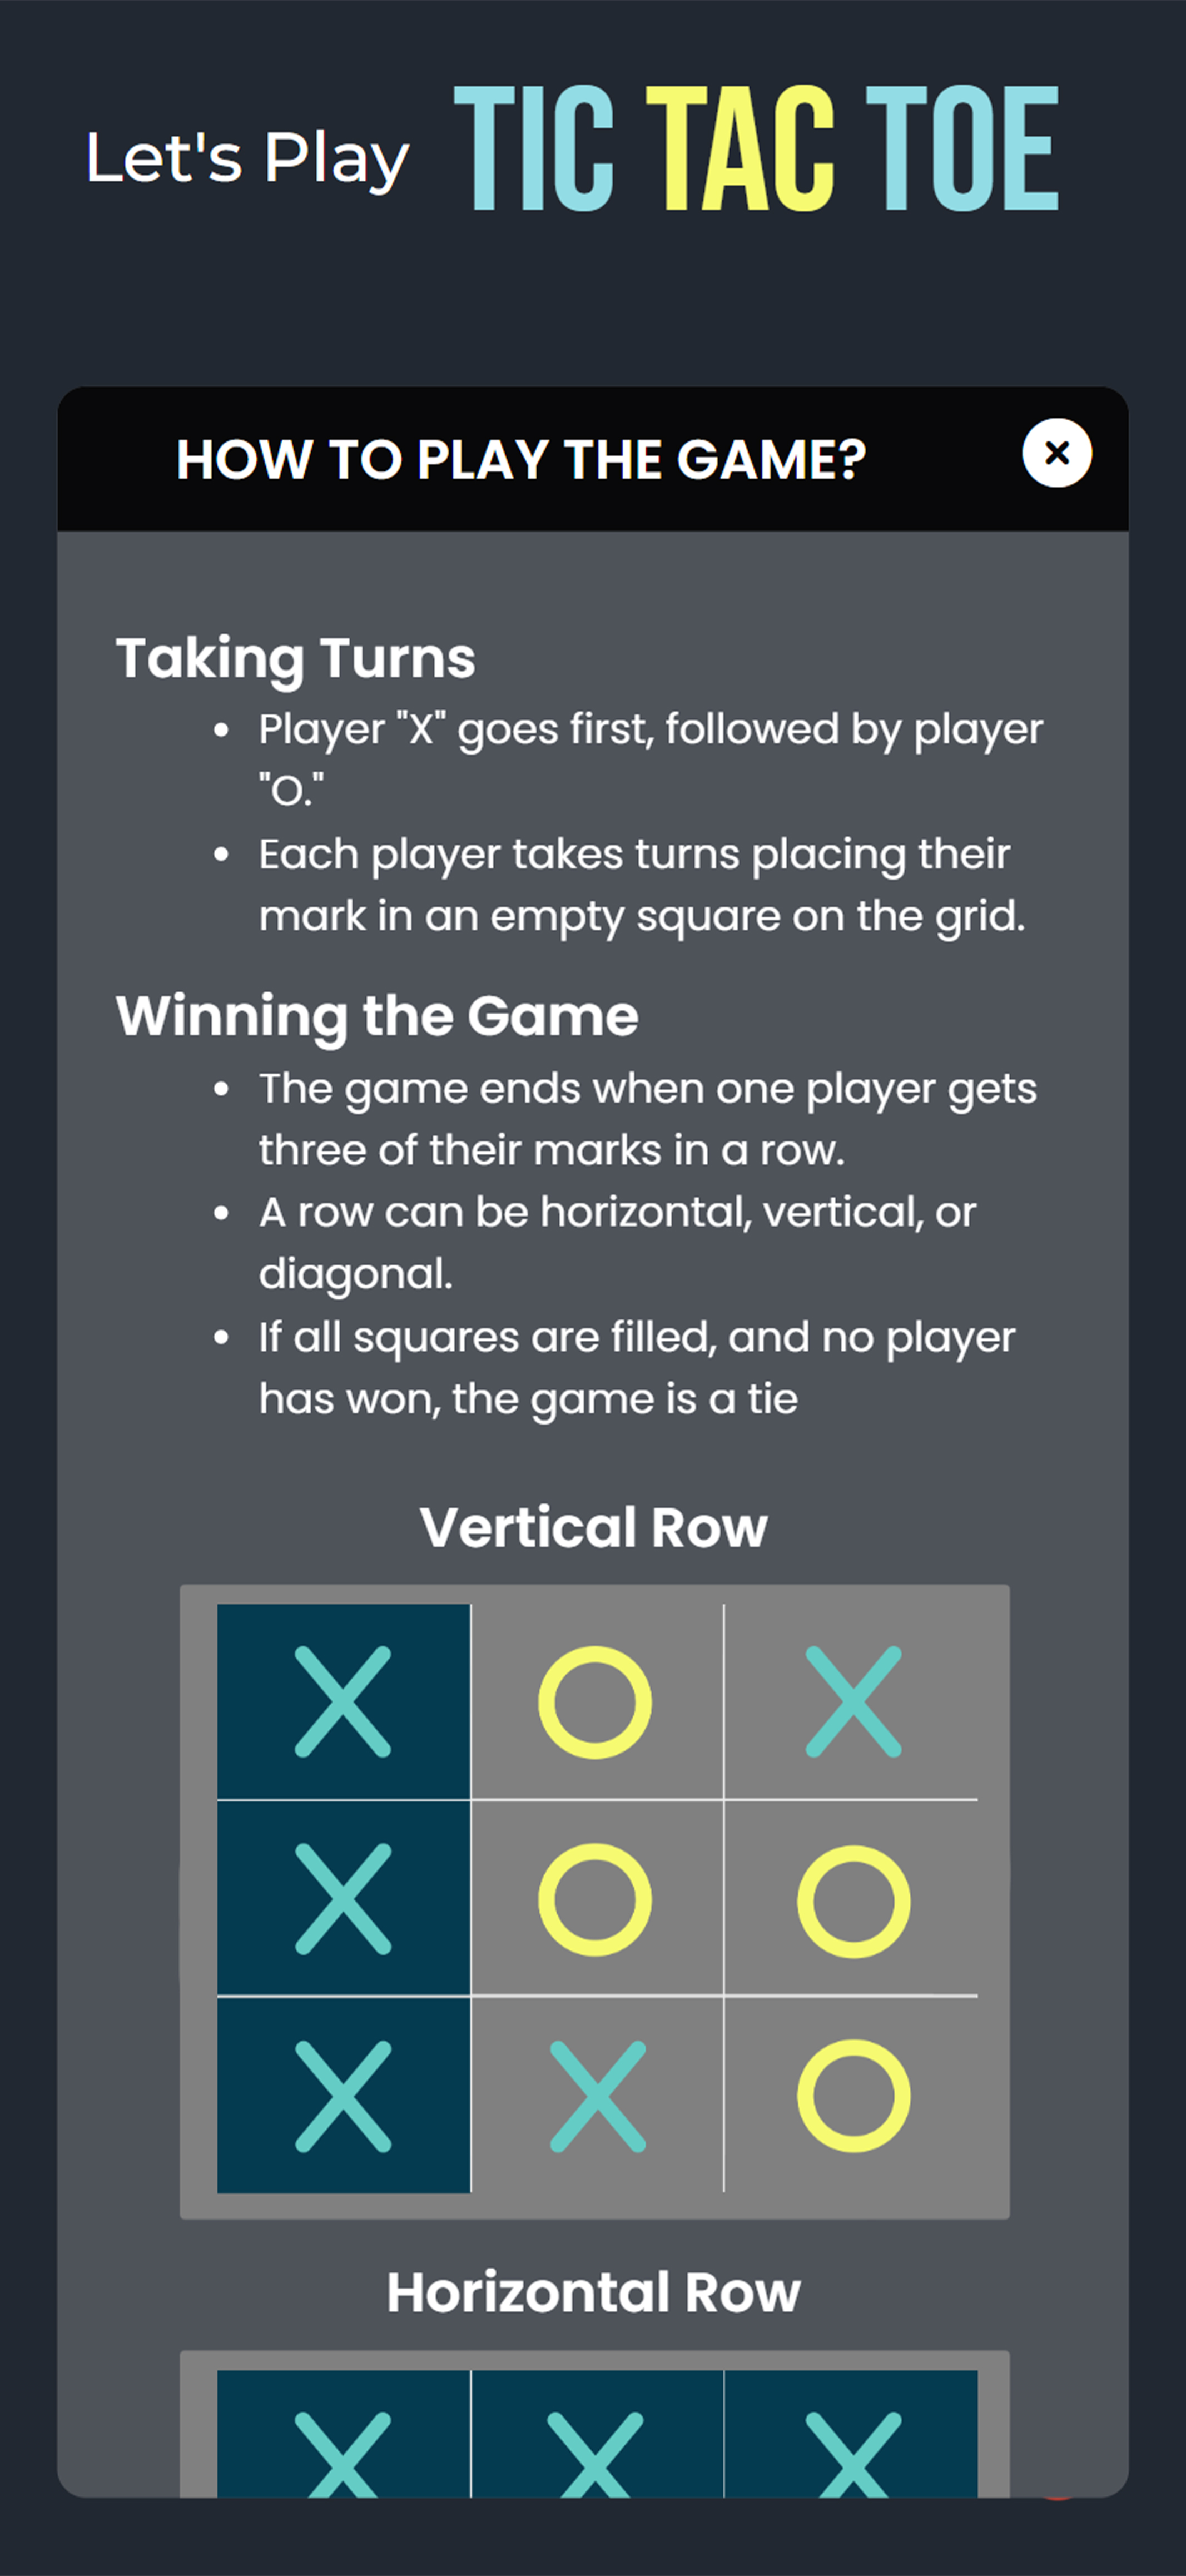 Let's Play TIC TAC TOE
HOW TO PLAY THE GAME?
Taking Turns
• Player "X" goes first, followed by player
"O."
• Each player takes turns placing their
mark in an empty square on the grid.
Winning the Game
• The game ends when one player gets
three of their marks in a row.
• A row can be horizontal, vertical, or
diagonal.
• If all squares are filled, and no player
has won, the game is a tie
Vertical Row
X O X
X O O
X X O
Horizontal Row
X X X